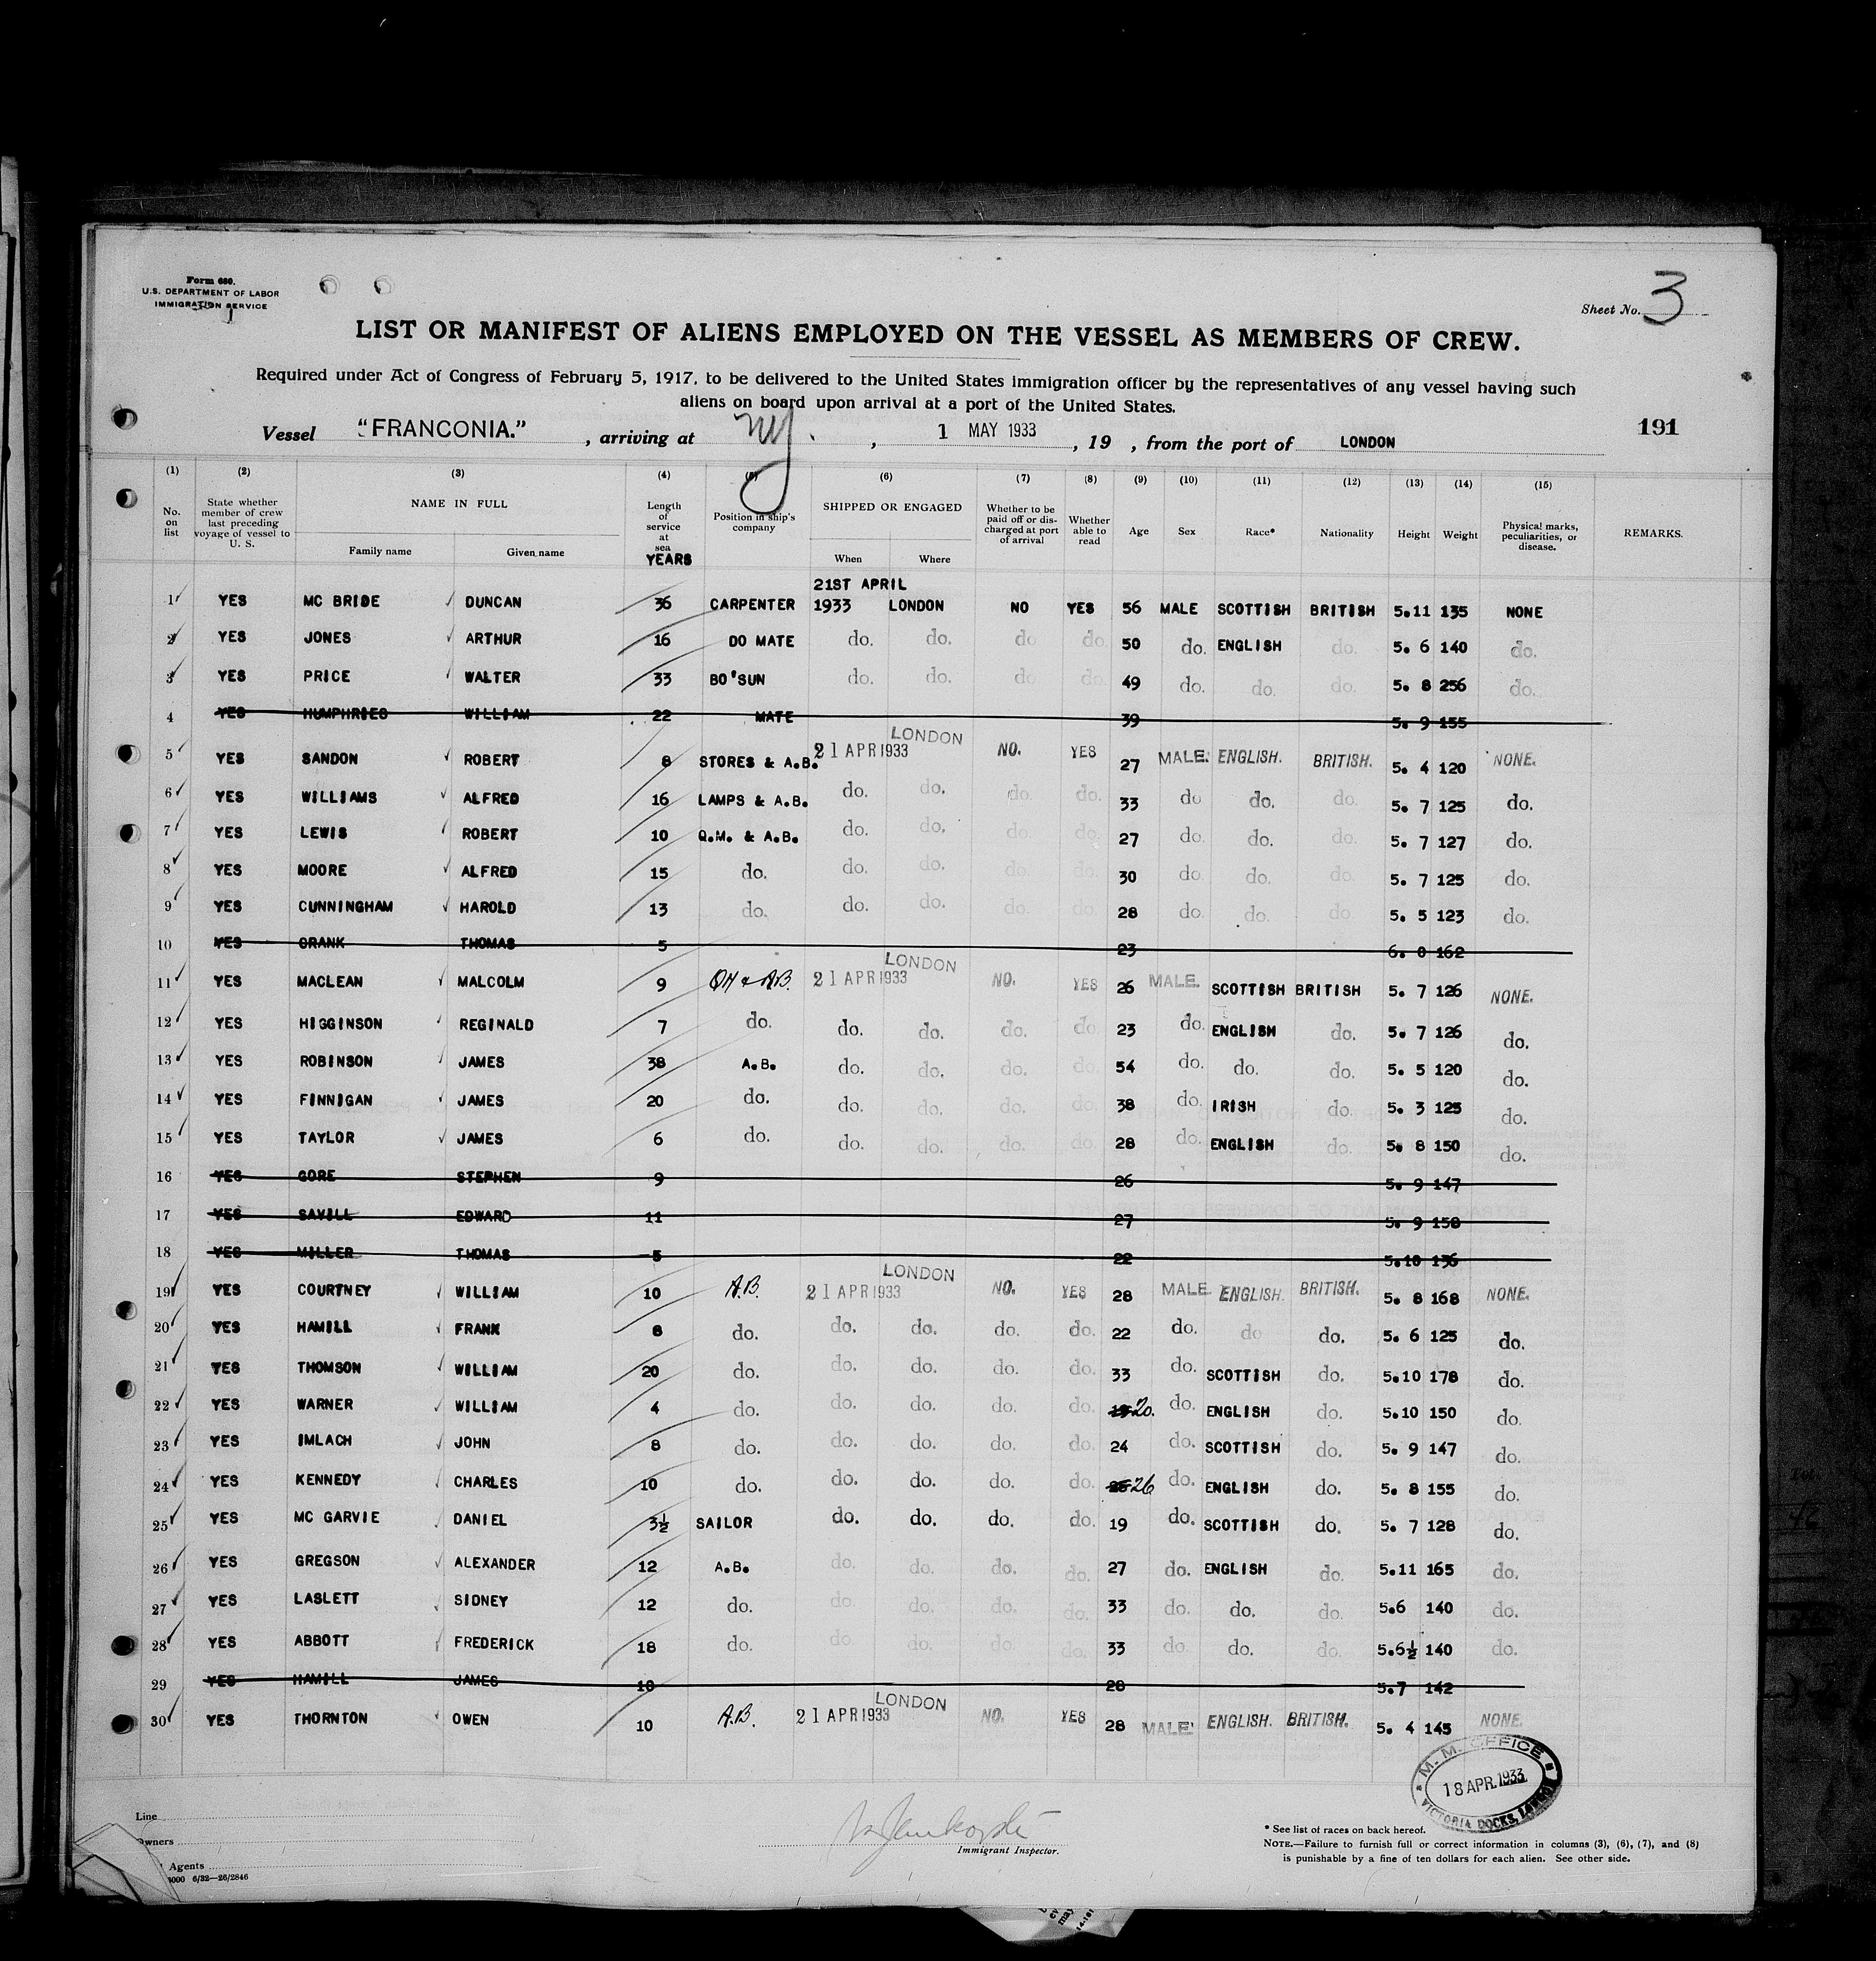 Form 680.
U.S. DEPARTMENT OF LABOR
IMMIGRATION SERVICE
Sheet No. 3
LIST OR MANIFEST OF ALIENS EMPLOYED ON THE VESSEL AS MEMBERS OF CREW.
Required under Act of Congress of February 5, 1917, to be delivered to the United States immigration officer by the representatives of any vessel having such
aliens on board upon arrival at a port of the United States.
191
Vessel "FRANCONIA." , arriving at NY. , 1 MAY 1933 , 19 , from the port of LONDON
(1) (2) (3) (4) (5) (6) (7) (8) (9) (10) (11) (12) (13) (14) (15)
No. on list State whether member of crew last preceding voyage of vessel to U. S. NAME IN FULL Family name Given name Length of service at sea YEARS Position in ship's company SHIPPED OR ENGAGED When Where Whether to be paid off or discharged at port of arrival Whether able to read Age Sex Race* Nationality Height Weight Physical marks, peculiarities, or disease. REMARKS.
21ST APRIL
1 YES MC BRIDE DUNCAN 36 CARPENTER 1933 LONDON NO YES 56 MALE SCOTTISH BRITISH 5.11 135 NONE
2 YES JONES ARTHUR 16 DO MATE do. do. do do. 50 do. ENGLISH do. 5. 6 140 do.
3 YES PRICE WALTER 33 BO'SUN do. do. do do. 49 do. do. do. 5. 8 256 do.
4 YES HUMPHRIES WILLIAM 22 MATE 39 5. 9 155
5 YES SANDON ROBERT 8 STORES & A.B. 21 APR 1933 LONDON NO. YES 27 MALE. ENGLISH. BRITISH. 5. 4 120 NONE.
6 YES WILLIAMS ALFRED 16 LAMPS & A.B. do. do. do. do. 33 do do. do. 5. 7 125 do.
7 YES LEWIS ROBERT 10 Q.M. & A.B. do. do. do. do. 27 do. do. do. 5. 7 127 do.
8 YES MOORE ALFRED 15 do. do. do. do. do. 30 do. do. do. 5. 7 125 do.
9 YES CUNNINGHAM HAROLD 13 do. do. do. do. do. 28 do. do. do. 5. 5 123 do.
10 YES CRANK THOMAS 5 23 6. 0 162
11 YES MACLEAN MALCOLM 9 QM & AB. 21 APR 1933 LONDON NO. YES 26 MALE. SCOTTISH BRITISH 5. 7 126 NONE.
12 YES HIGGINSON REGINALD 7 do. do. do. do. do. 23 do. ENGLISH do. 5. 7 126 do.
13 YES ROBINSON JAMES 38 A.B. do. do. do. do. 54 do. do. do. 5. 5 120 do.
14 YES FINNIGAN JAMES 20 do. do. do. do. do. 38 do. IRISH do. 5. 3 125 do.
15 YES TAYLOR JAMES 6 do. do. do. do. do. 28 do. ENGLISH do. 5. 8 150 do.
16 YES GORE STEPHEN 9 26 5. 9 147
17 YES SAVILL EDWARD 11 27 5. 9 150
18 YES MILLER THOMAS 5 22 5.10 136
19 YES COURTNEY WILLIAM 10 A.B. 21 APR 1933 LONDON NO. YES 28 MALE ENGLISH. BRITISH. 5. 8 168 NONE.
20 YES HAMILL FRANK 8 do. do. do. do. do. 22 do. do do. 5. 6 125 do.
21 YES THOMSON WILLIAM 20 do. do. do. do. do. 33 do. SCOTTISH do. 5.10 178 do.
22 YES WARNER WILLIAM 4 do. do. do. do. do. 20. do. ENGLISH do. 5.10 150 do.
23 YES IMLACH JOHN 8 do. do. do. do. do. 24 do. SCOTTISH do. 5. 9 147 do.
24 YES KENNEDY CHARLES 10 do. do. do. do. do. 26 do. ENGLISH do. 5. 8 155 do.
25 YES MC GARVIE DANIEL 3½ SAILOR do. do. do. do. 19 do. SCOTTISH do. 5. 7 128 do.
26 YES GREGSON ALEXANDER 12 A.B. do. do. do. do. 27 do. ENGLISH do. 5.11 165 do.
27 YES LASLETT SIDNEY 12 do. do. do. do. do. 33 do. do. do. 5.6 140 do.
28 YES ABBOTT FREDERICK 18 do. do. do. do. do. 33 do. do. do. 5.6½ 140 do.
29 YES HAMILL JAMES 10 28 5.7 142
30 YES THORNTON OWEN 10 A.B. 21 APR 1933 LONDON NO. YES 28 MALE ENGLISH. BRITISH. 5. 4 145 NONE.
M. M. OFFICE
18 APR. 1933
VICTORIA DOCKS,
Line
Owners
Agents
6/32—26/2846
Immigrant Inspector.
* See list of races on back hereof.
NOTE.—Failure to furnish full or correct information in columns (3), (6), (7), and (8)
is punishable by a fine of ten dollars for each alien. See other side.